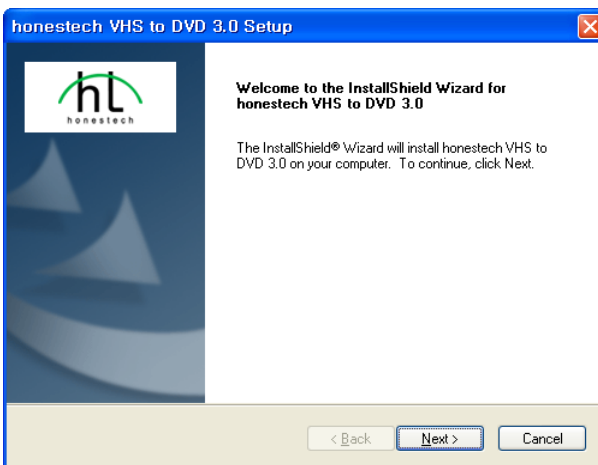 honestech VHS to DVD 3.0 Setup
ht
honestech
Welcome to the InstallShield Wizard for
honestech VHS to DVD 3.0
The InstallShield® Wizard will install honestech VHS to
DVD 3.0 on your computer. To continue, click Next.
< Back
Next >
Cancel